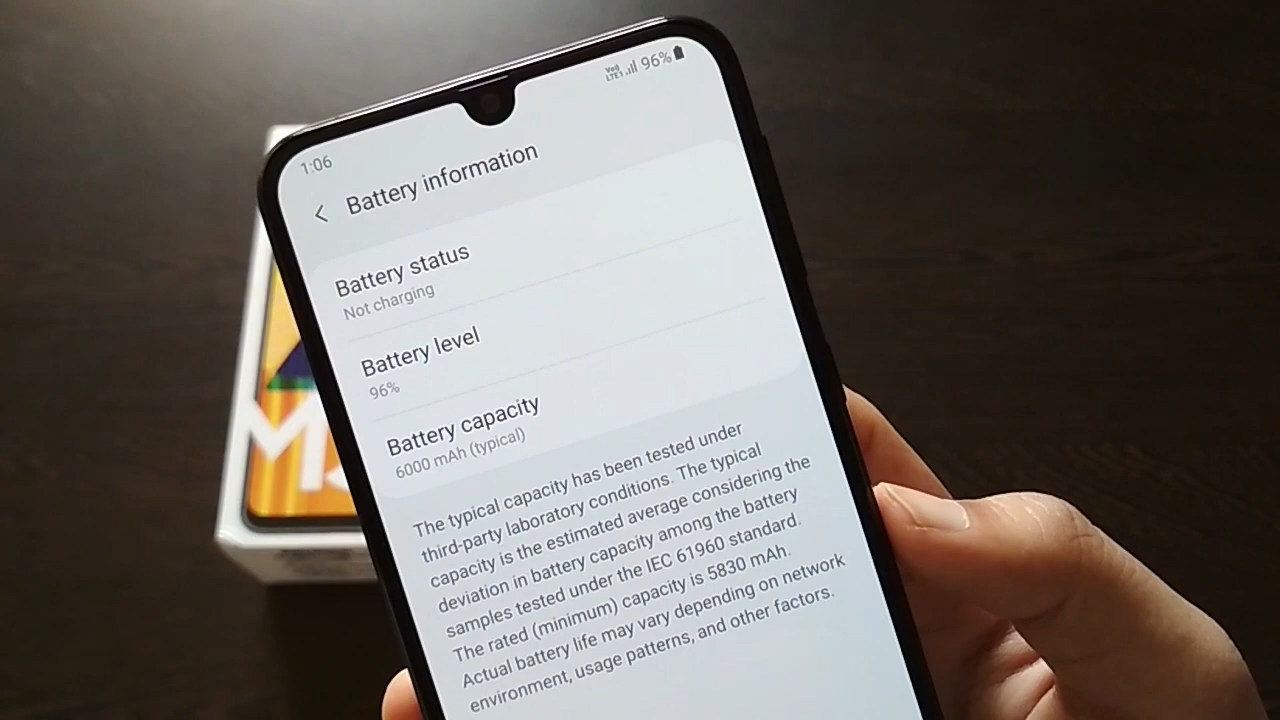 VoB
LTE1 96%
1:06
Battery information
Battery status
Not charging
Battery level
96%
Battery capacity
6000 mAh (typical)
The typical capacity has been tested under
third-party laboratory conditions. The typical
capacity is the estimated average considering the
deviation in battery capacity among the battery
samples tested under the IEC 61960 standard.
The rated (minimum) capacity is 5830 mAh.
Actual battery life may vary depending on network
environment, usage patterns, and other factors.